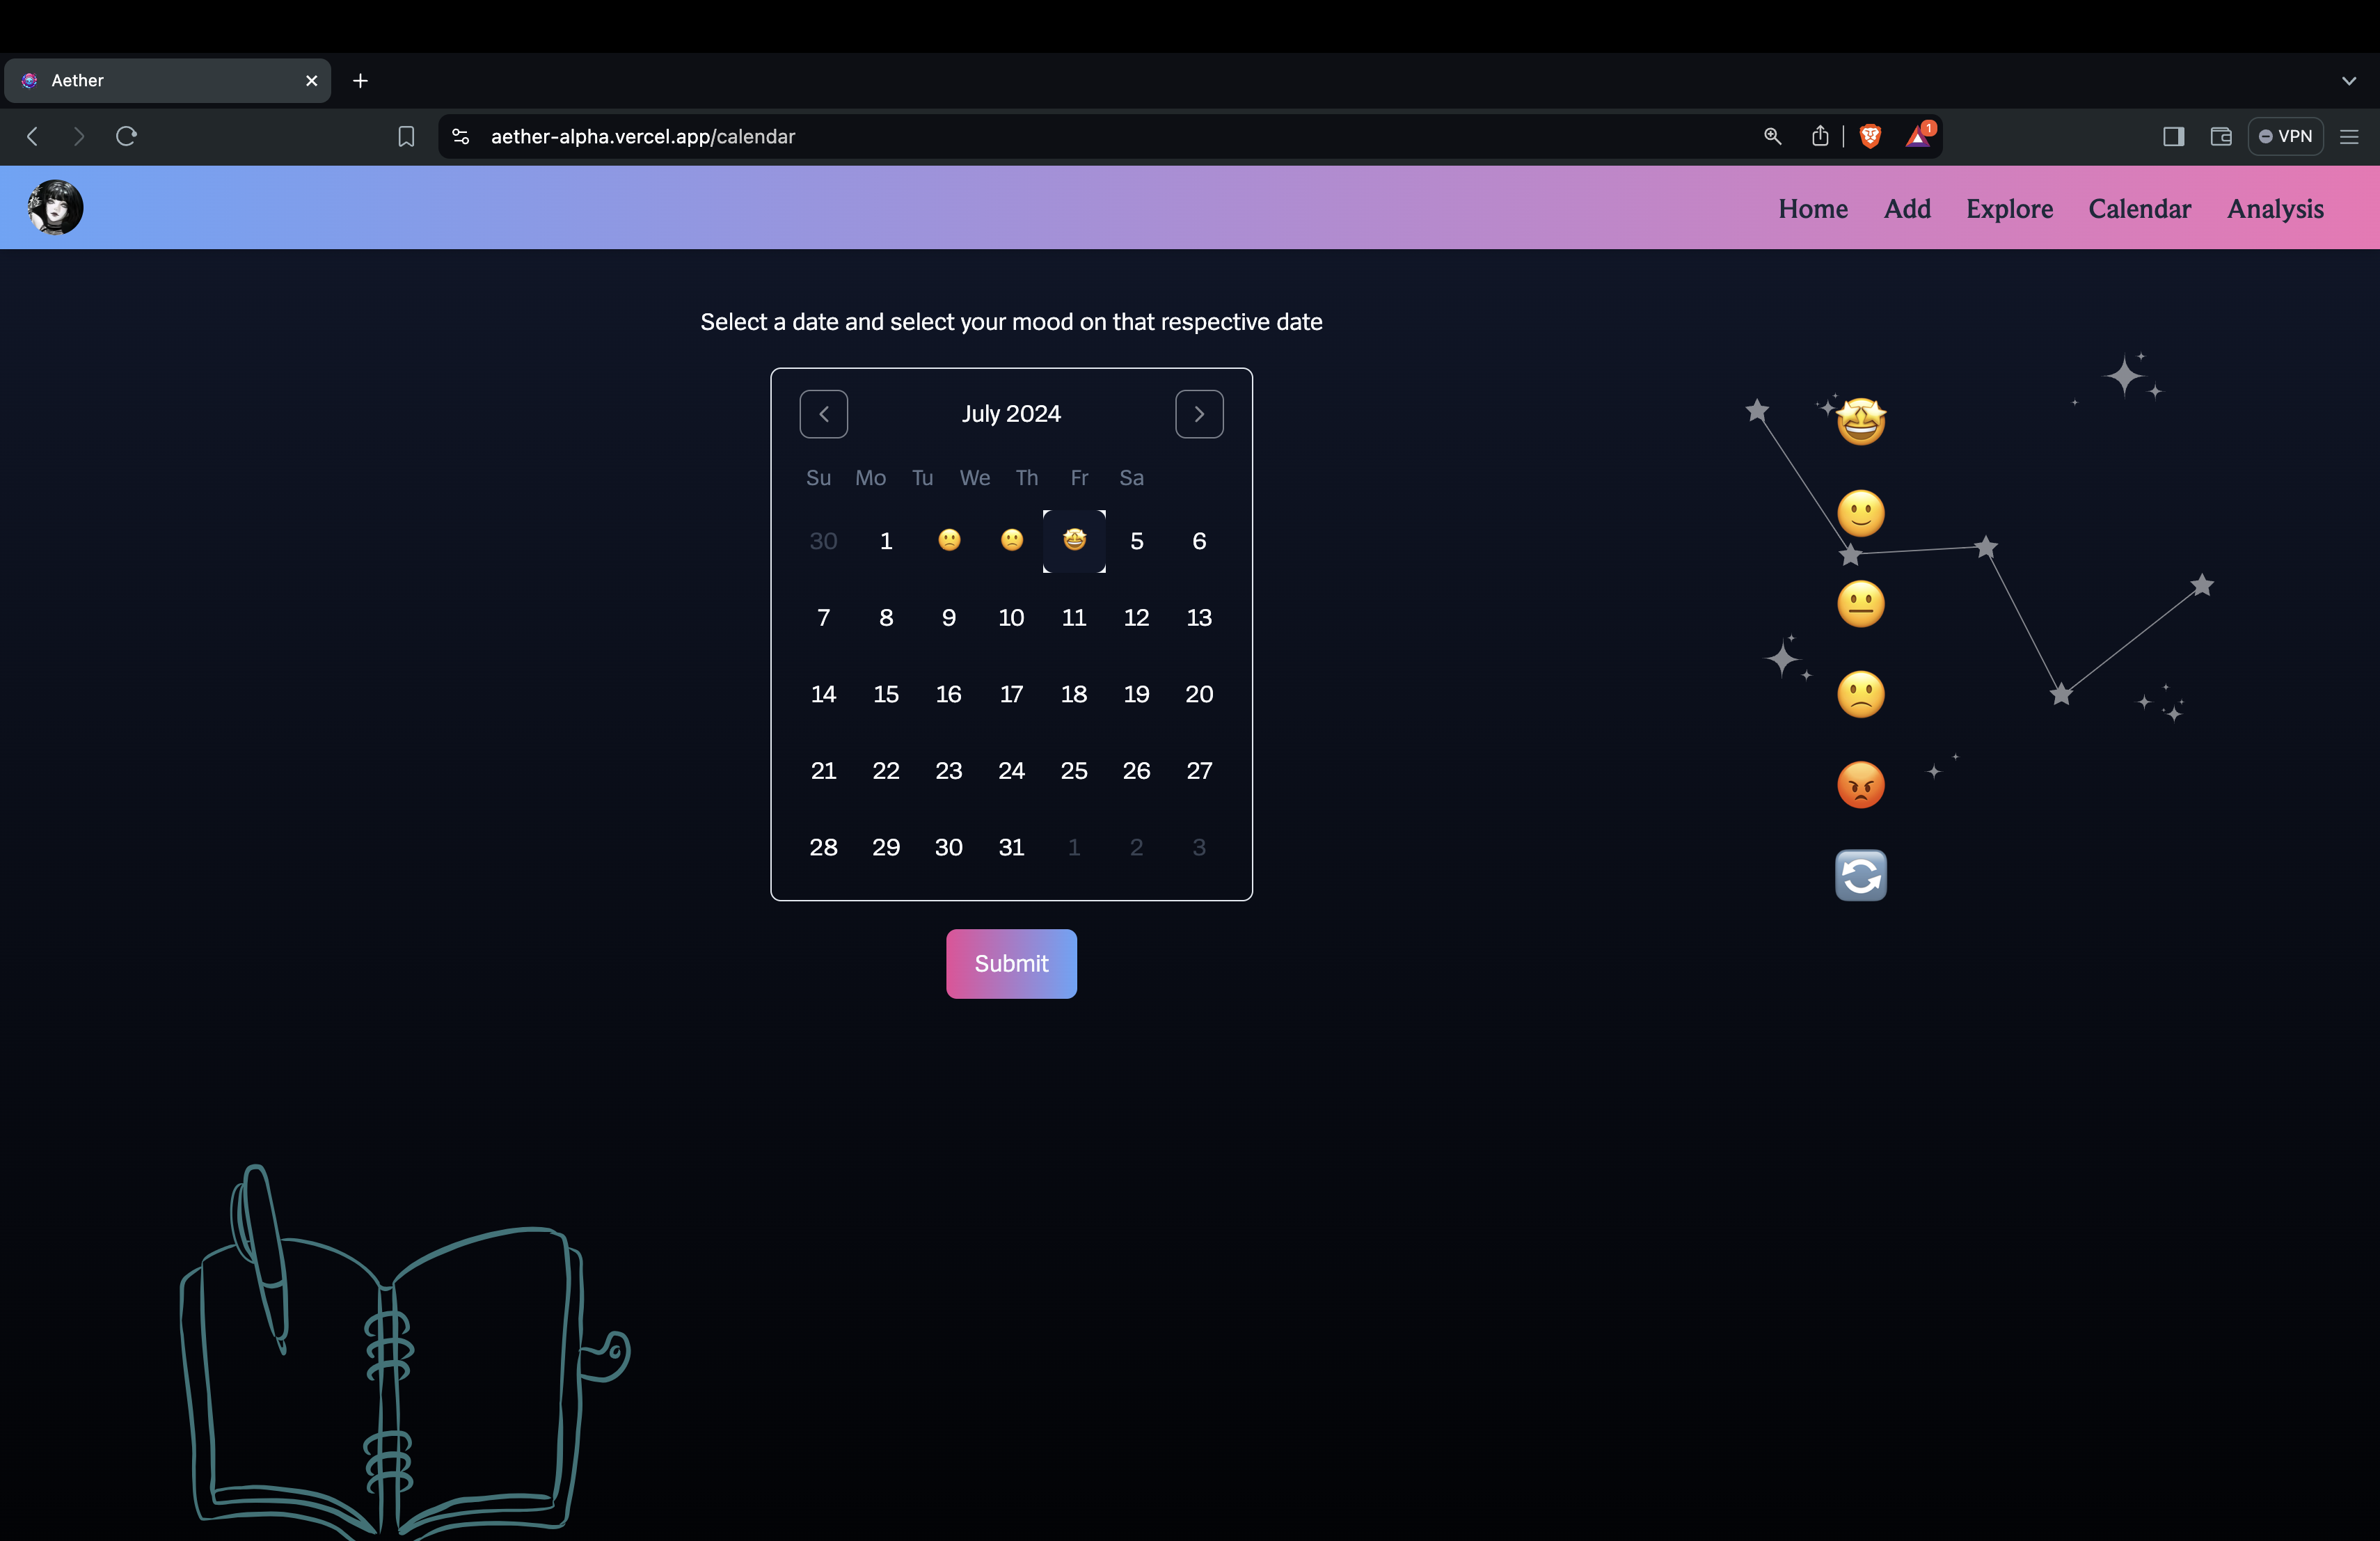 Aether
aether-alpha.vercel.app/calendar
1
VPN
Home Add Explore Calendar Analysis
Select a date and select your mood on that respective date
July 2024
Su Mo Tu We Th Fr Sa
30 1 5 6
7 8 9 10 11 12 13
14 15 16 17 18 19 20
21 22 23 24 25 26 27
28 29 30 31 1 2 3
Submit